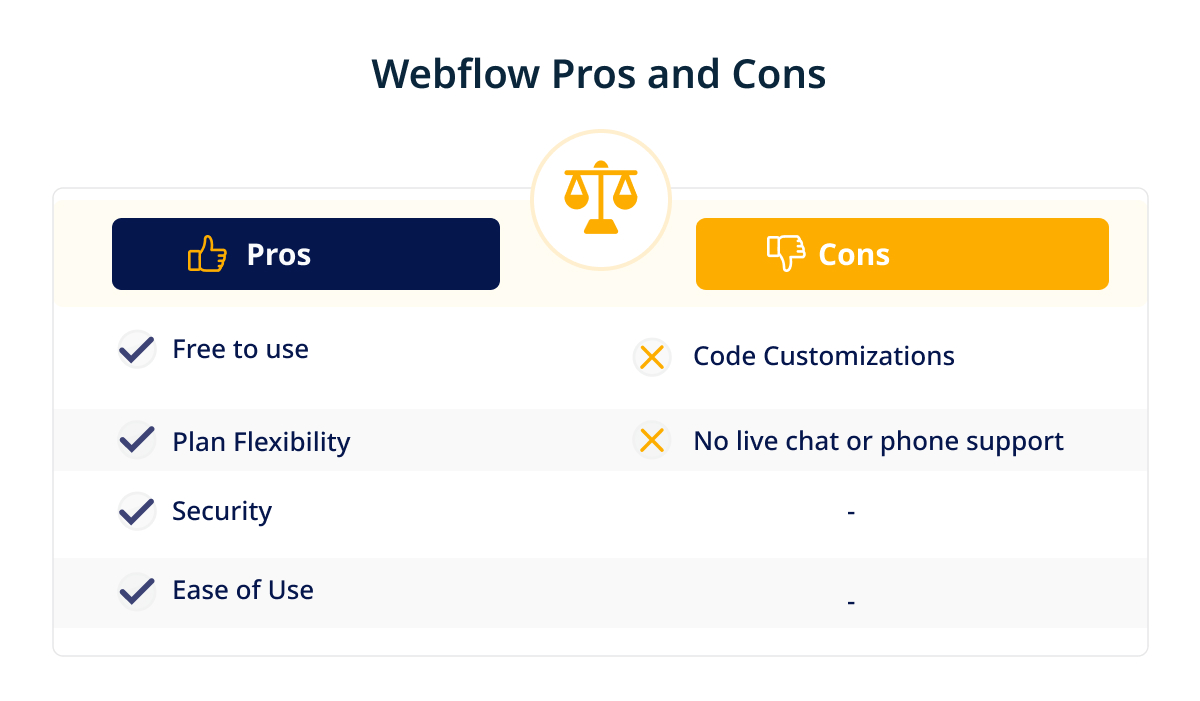 Webflow Pros and Cons
Pros
Cons
Free to use
Code Customizations
Plan Flexibility
No live chat or phone support
Security
-
Ease of Use
-